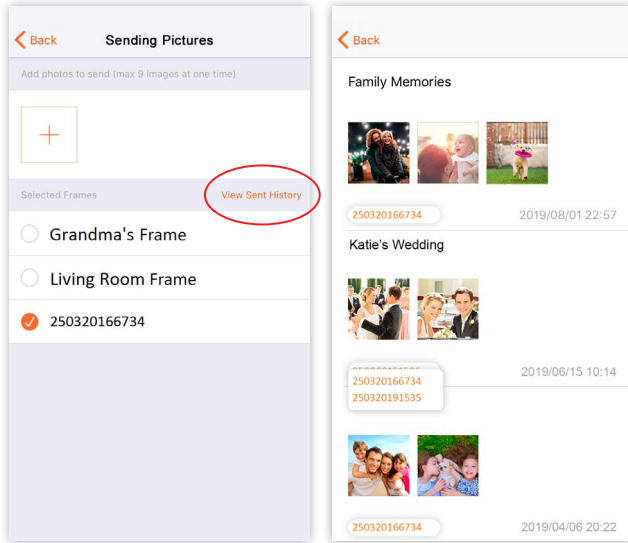 Back
Sending Pictures
Add photos to send (max 9 images at one time)
Selected Frames
View Sent History
Grandma's Frame
Living Room Frame
250320166734
Back
Family Memories
250320166734
2019/08/01 22:57
Katie's Wedding
2019/06/15 10:14
250320166734
250320191535
250320166734
2019/04/06 20:22